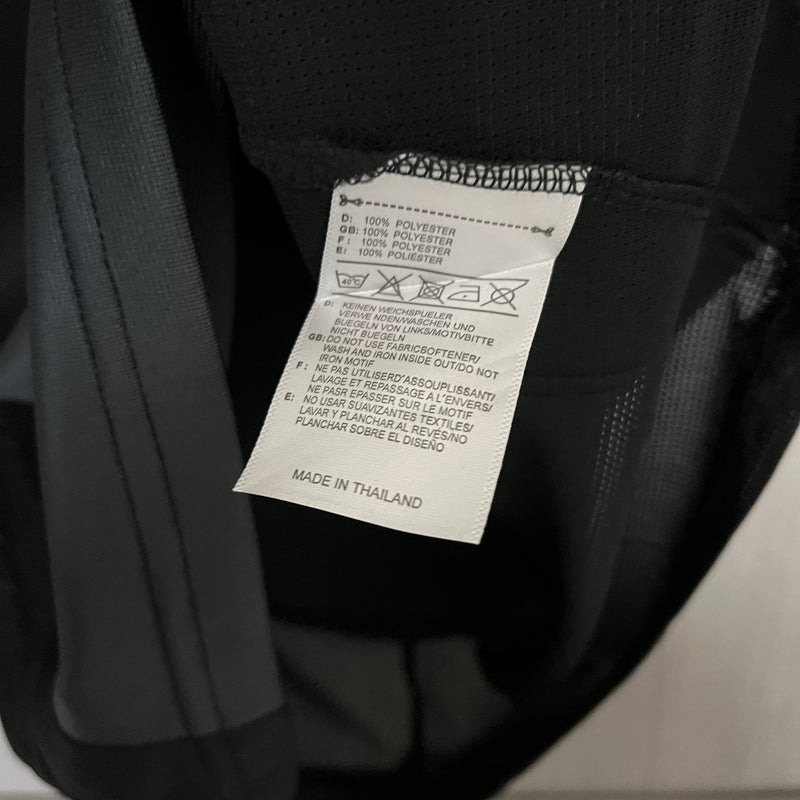 D: 100% POLYESTER
GB: 100% POLYESTER
F: 100% POLYESTER
E: 100% POLIÉSTER
40°C
D: KEINEN WEICHSPUELER
VERWE NDENWASCHEN UND
BUEGELN VON LINKS/MOTIVBITTE
NICHT BUEGELN
GB: DO NOT USE FABRICSOFTENER/
WASH AND IRON INSIDE OUT/DO NOT
IRON MOTIF
F: NE PAS UTILISERD'ASSOUPLISSANT/
LAVAGE ET REPASSAGE A L'ENVERS/
NE PASR EPASSER SUR LE MOTIF
E: NO USAR SUAVIZANTES TEXTILES/
LAVAR Y PLANCHAR AL REVÉS/NO
PLANCHAR SOBRE EL DISEÑO
MADE IN THAILAND